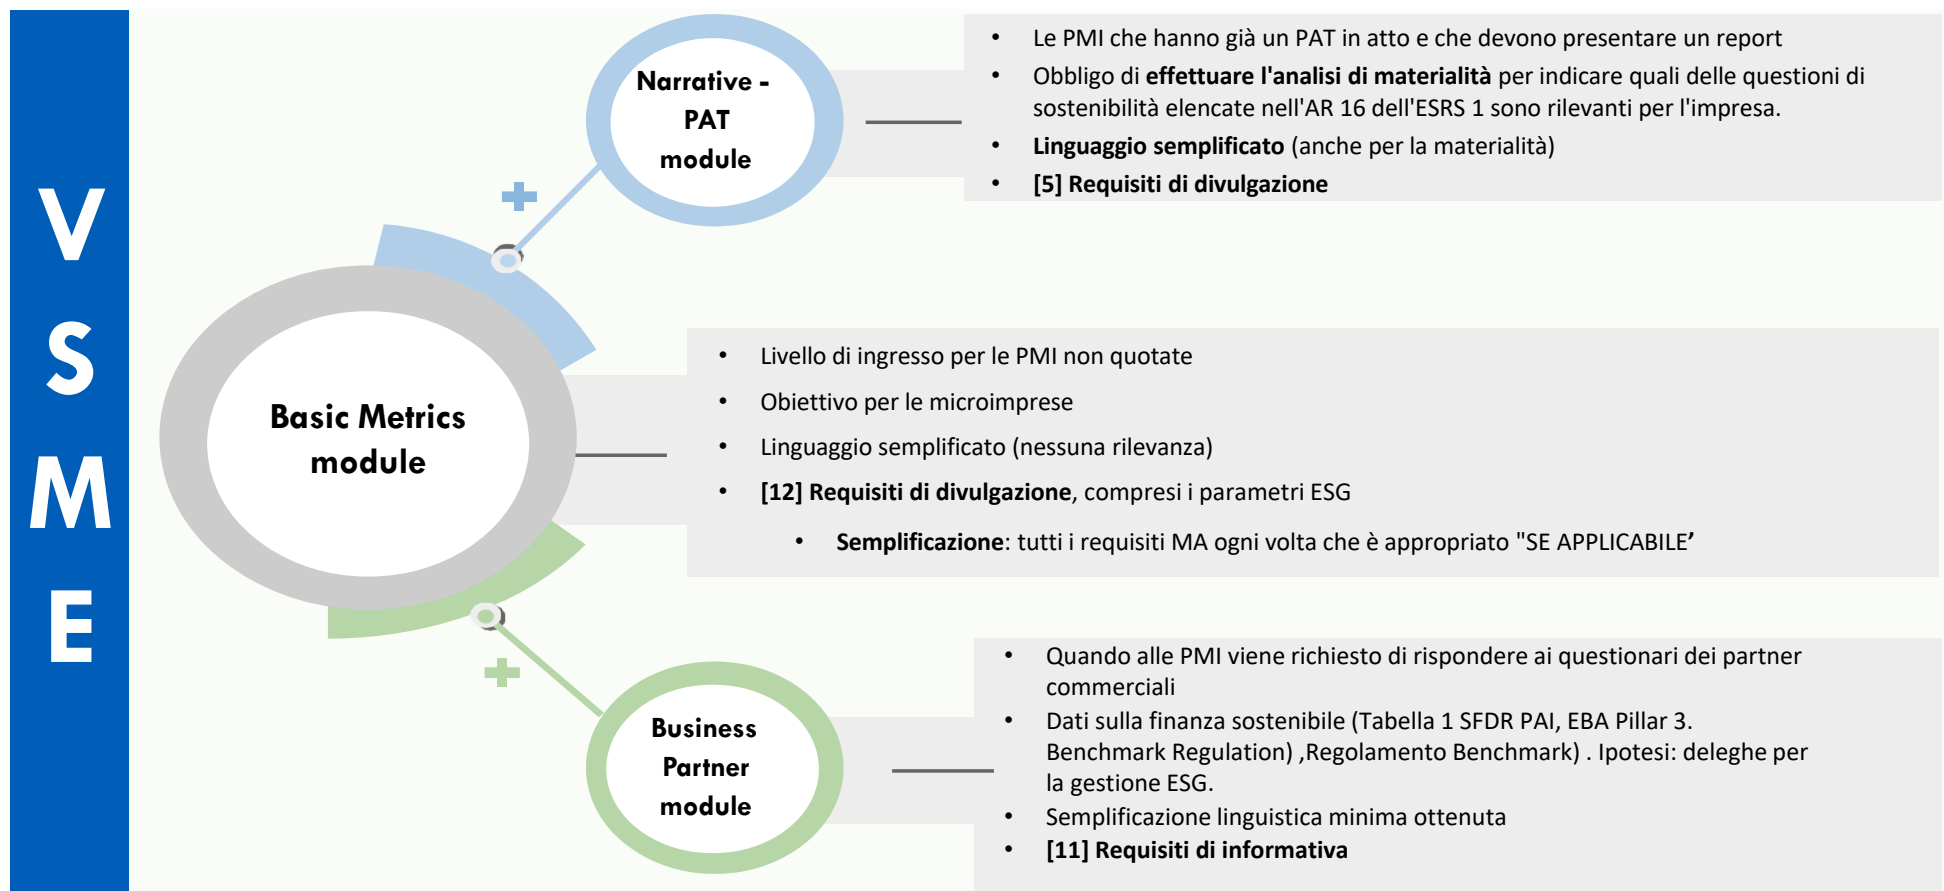 V
S
M
E
Narrative -
PAT
module
• Le PMI che hanno già un PAT in atto e che devono presentare un report
• Obbligo di effettuare l'analisi di materialità per indicare quali delle questioni di
sostenibilità elencate nell'AR 16 dell'ESRS 1 sono rilevanti per l'impresa.
• Linguaggio semplificato (anche per la materialità)
• [5] Requisiti di divulgazione
Basic Metrics
module
• Livello di ingresso per le PMI non quotate
• Obiettivo per le microimprese
• Linguaggio semplificato (nessuna rilevanza)
• [12] Requisiti di divulgazione, compresi i parametri ESG
• Semplificazione: tutti i requisiti MA ogni volta che è appropriato "SE APPLICABILE'
Business
Partner
module
• Quando alle PMI viene richiesto di rispondere ai questionari dei partner
commerciali
• Dati sulla finanza sostenibile (Tabella 1 SFDR PAI, EBA Pillar 3.
Benchmark Regulation) ,Regolamento Benchmark) . Ipotesi: deleghe per
la gestione ESG.
• Semplificazione linguistica minima ottenuta
• [11] Requisiti di informativa